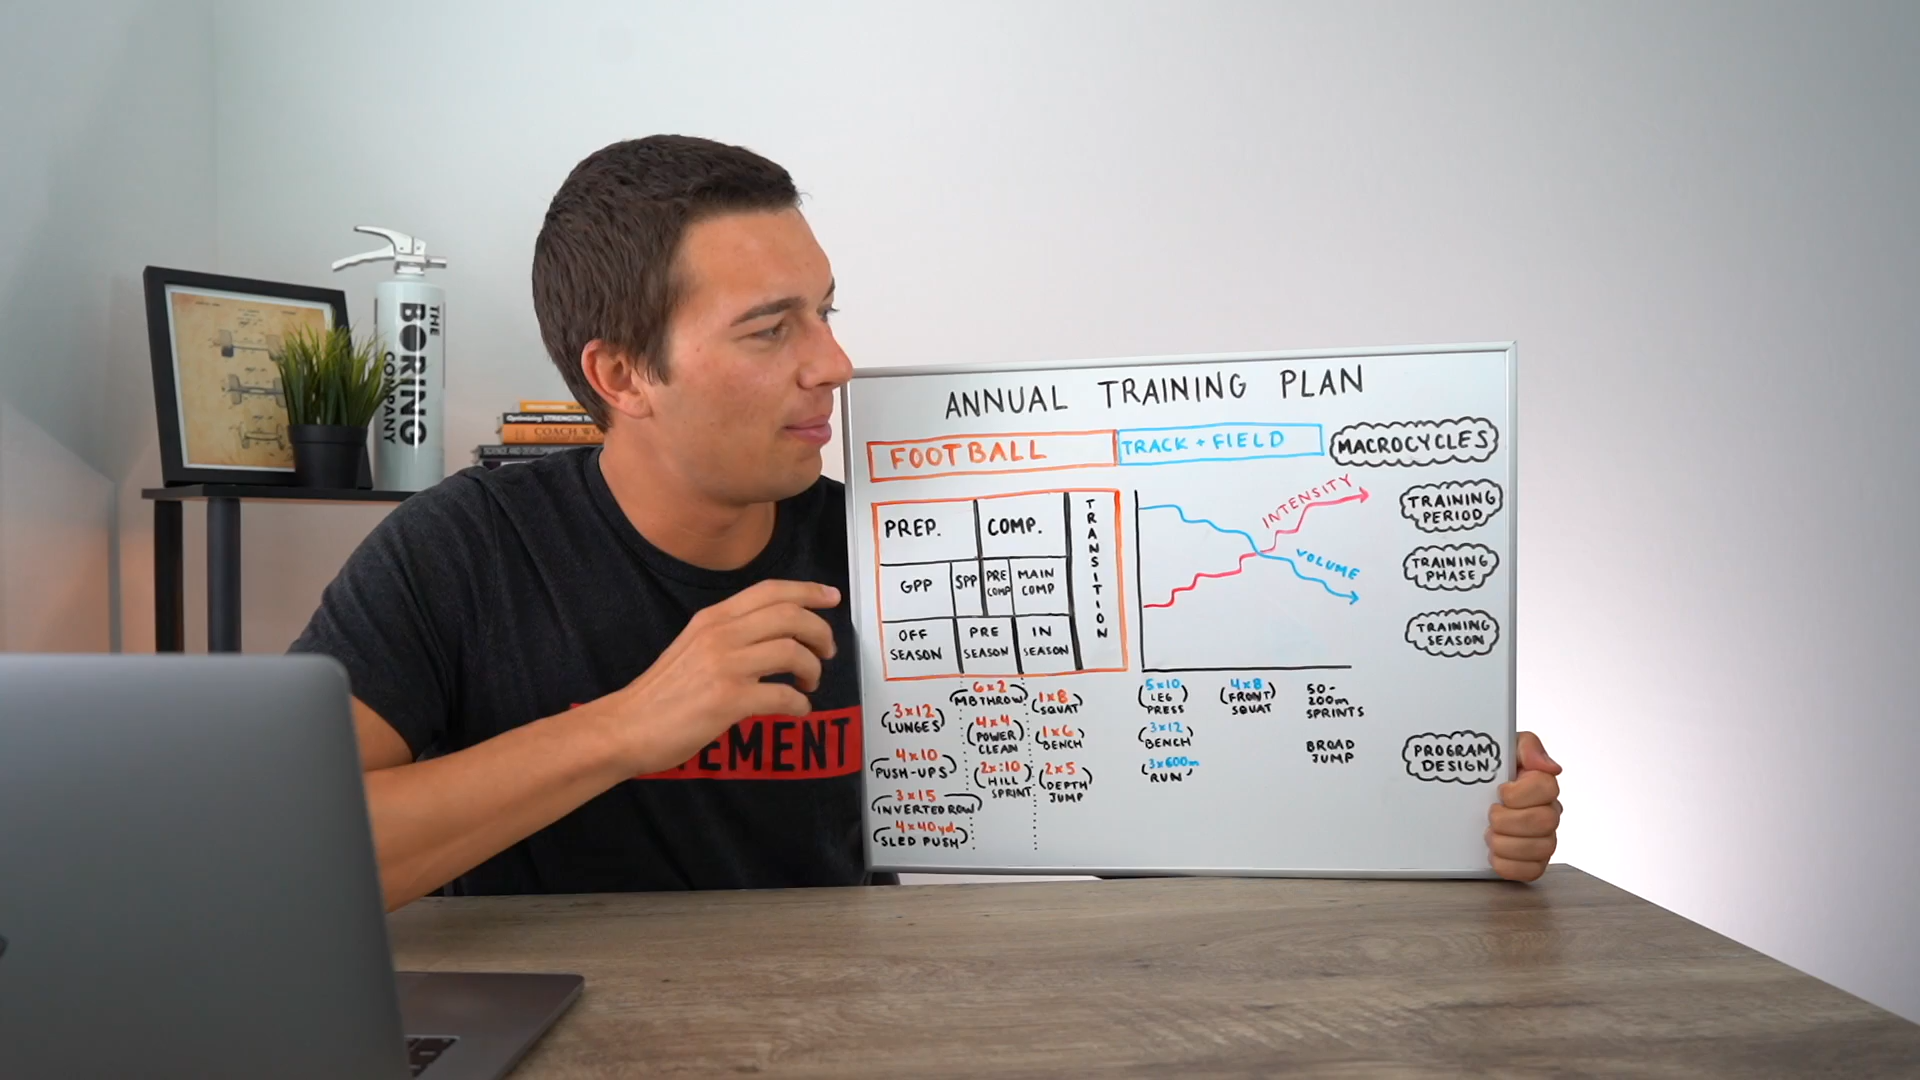 THE
BORING
COMPANY
COACH WO
EMENT
ANNUAL TRAINING PLAN
FOOTBALL
TRACK + FIELD
MACROCYCLES
PREP.
COMP.
TRANSITION
GPP
SPP
PRE
COMP
MAIN
COMP
OFF
SEASON
PRE
SEASON
IN
SEASON
INTENSITY
VOLUME
TRAINING
PERIOD
TRAINING
PHASE
TRAINING
SEASON
PROGRAM
DESIGN
3x12
LUNGES
4x10
PUSH-UPS
3x15
INVERTED ROW
4x40yd
SLED PUSH
6x2
MB THROW
4x4
POWER
CLEAN
2x:10
HILL
SPRINT
1x8
SQUAT
1x6
BENCH
2x5
DEPTH
JUMP
5x10
LEG
PRESS
3x12
BENCH
3x600m
RUN
4x8
FRONT
SQUAT
50-
200m
SPRINTS
BROAD
JUMP